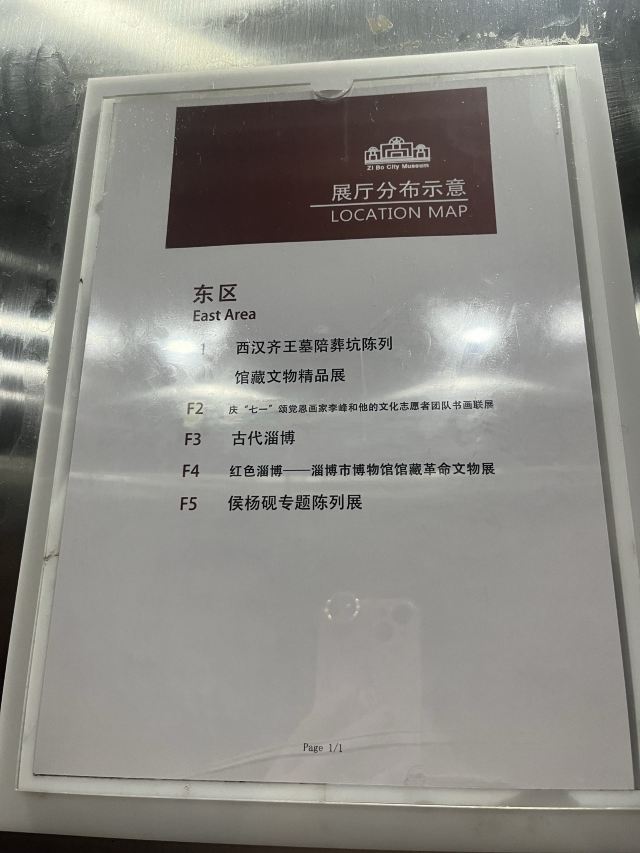 Zi Bo City Museum
展厅分布示意
LOCATION MAP
东区
East Area
1 西汉齐王墓陪葬坑陈列
馆藏文物精品展
F2 庆“七一”颂党恩画家李峰和他的文化志愿者团队书画联展
F3 古代淄博
F4 红色淄博——淄博市博物馆馆藏革命文物展
F5 侯杨砚专题陈列展
Page 1/1